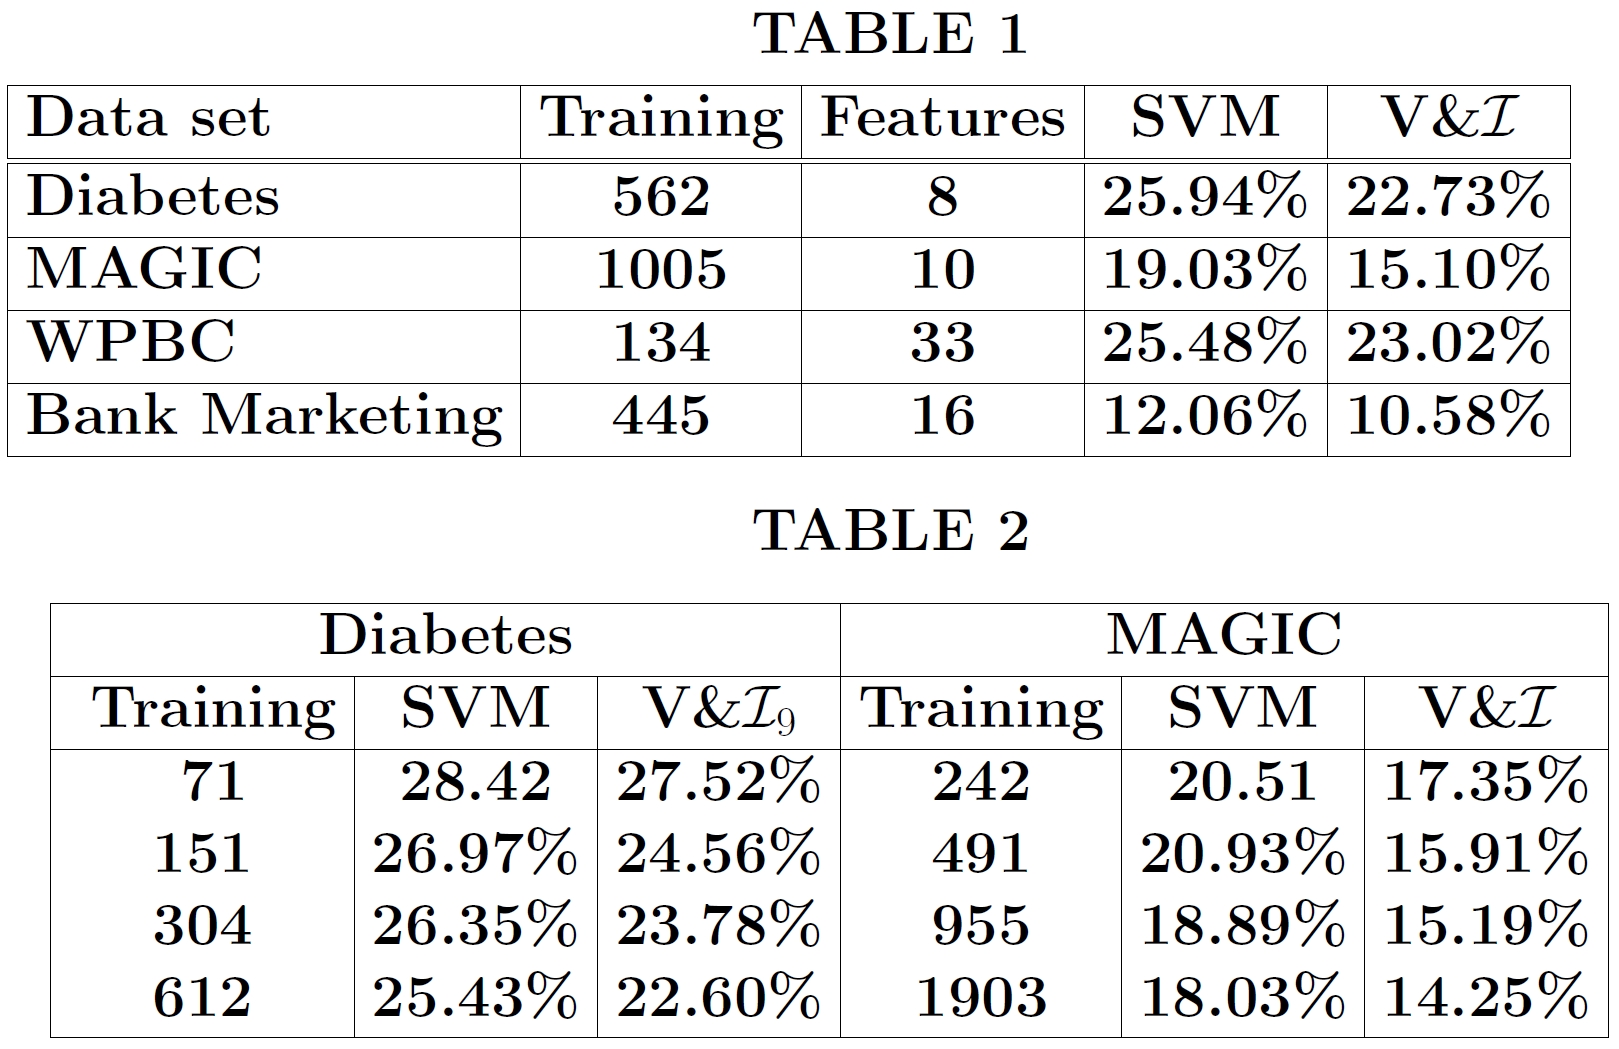 TABLE 1
Data set Training Features SVM V&ℐ
Diabetes 562 8 25.94% 22.73%
MAGIC 1005 10 19.03% 15.10%
WPBC 134 33 25.48% 23.02%
Bank Marketing 445 16 12.06% 10.58%
TABLE 2
Diabetes MAGIC
Training SVM V&ℐ₉ Training SVM V&ℐ
71 28.42 27.52% 242 20.51 17.35%
151 26.97% 24.56% 491 20.93% 15.91%
304 26.35% 23.78% 955 18.89% 15.19%
612 25.43% 22.60% 1903 18.03% 14.25%